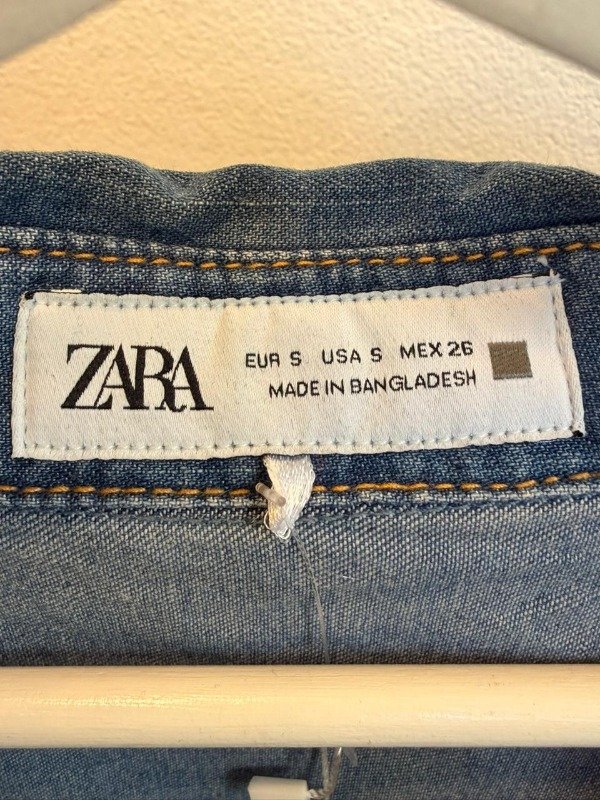 ZARA
EUR S USA S MEX 26
MADE IN BANGLADESH